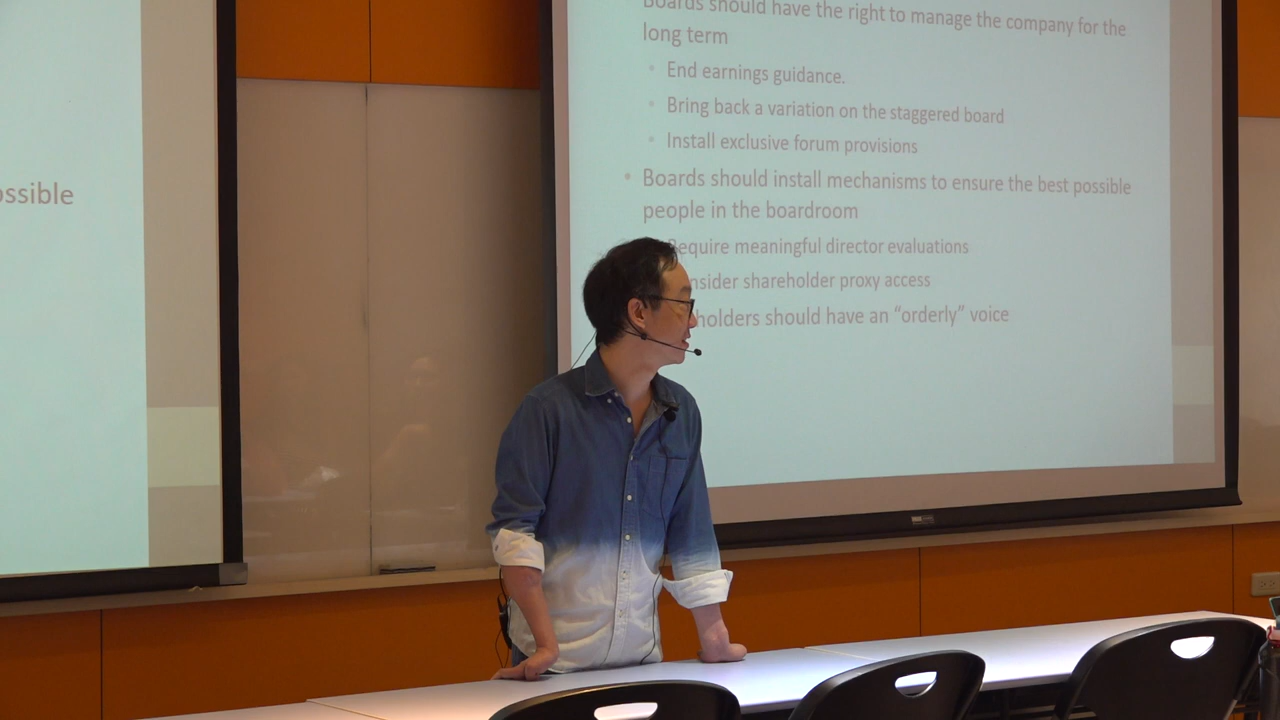 ossible
Boards should have the right to manage the company for the
long term
• End earnings guidance.
• Bring back a variation on the staggered board
• Install exclusive forum provisions
• Boards should install mechanisms to ensure the best possible
people in the boardroom
Require meaningful director evaluations
nsider shareholder proxy access
holders should have an “orderly” voice